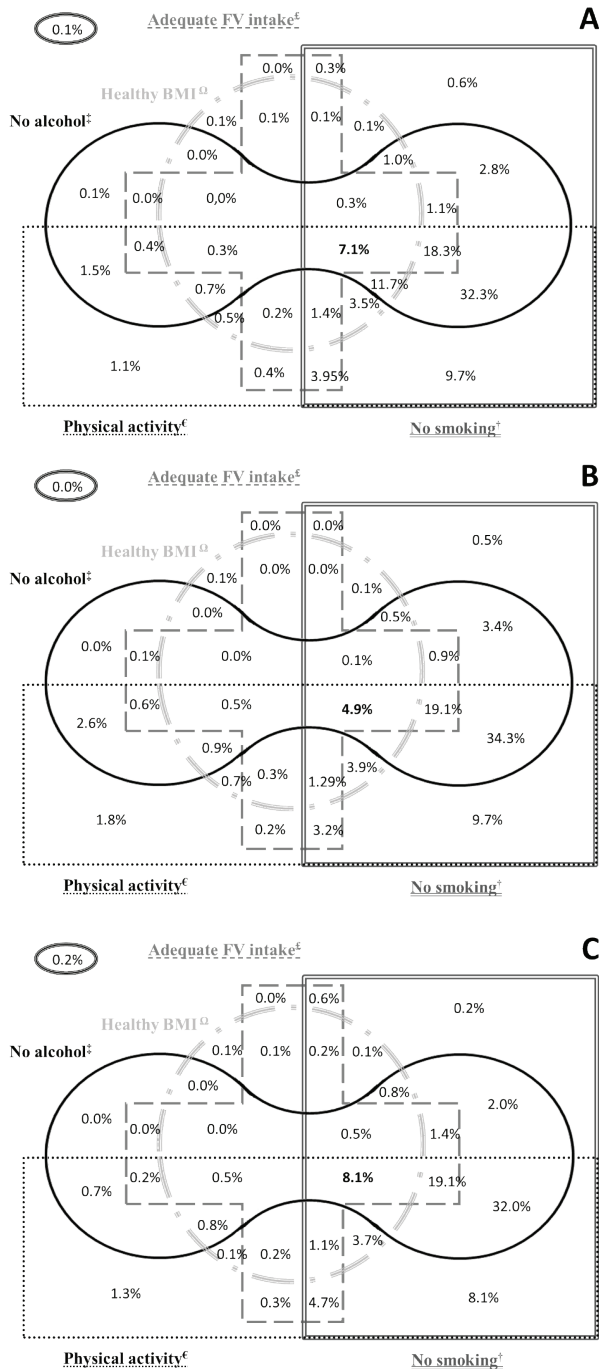 A
0.1%
Adequate FV intake£
0.0% 0.3%
0.6%
Healthy BMI Ω
0.1% 0.1% 0.1% 0.1%
No alcohol‡
0.0% 1.0%
2.8%
0.1% 0.0% 0,0% 0.3% 1.1%
0.4% 0.3% 7.1% 18.3%
1.5%
0.7% 11.7% 32.3%
0.5% 0.2% 1.4% 3.5%
1.1% 0.4% 3.95% 9.7%
Physical activity€ No smoking†
B
0.0%
Adequate FV intake£
0.0% 0.0%
0.5%
Healthy BMI Ω
0.1% 0.0% 0.0% 0.1%
No alcohol‡
0.0% 0.5%
3.4%
0.0% 0.1% 0.0% 0.1% 0.9%
0.6% 0.5% 4.9% 19.1%
2.6%
0.9% 34.3%
0.7% 0.3% 1.29% 3.9%
1.8% 0.2% 3.2% 9.7%
Physical activity€ No smoking†
C
0.2%
Adequate FV intake£
0.0% 0.6%
0.2%
Healthy BMI Ω
0.1% 0.1% 0.2% 0.1%
No alcohol‡
0.0% 0.8%
2.0%
0.0% 0.0% 0.0% 0.5% 1.4%
0.2% 0.5% 8.1% 19.1%
0.7%
0.8% 32.0%
0.1% 0.2% 1.1% 3.7%
1.3% 0.3% 4.7% 8.1%
Physical activity€ No smoking†